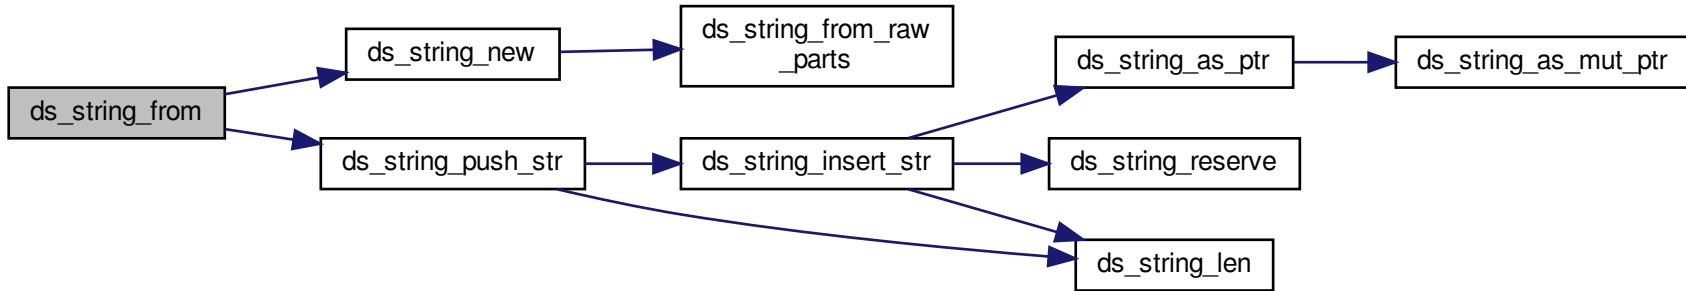 ds_string_from
ds_string_new
ds_string_from_raw
_parts
ds_string_push_str
ds_string_insert_str
ds_string_as_ptr
ds_string_as_mut_ptr
ds_string_reserve
ds_string_len